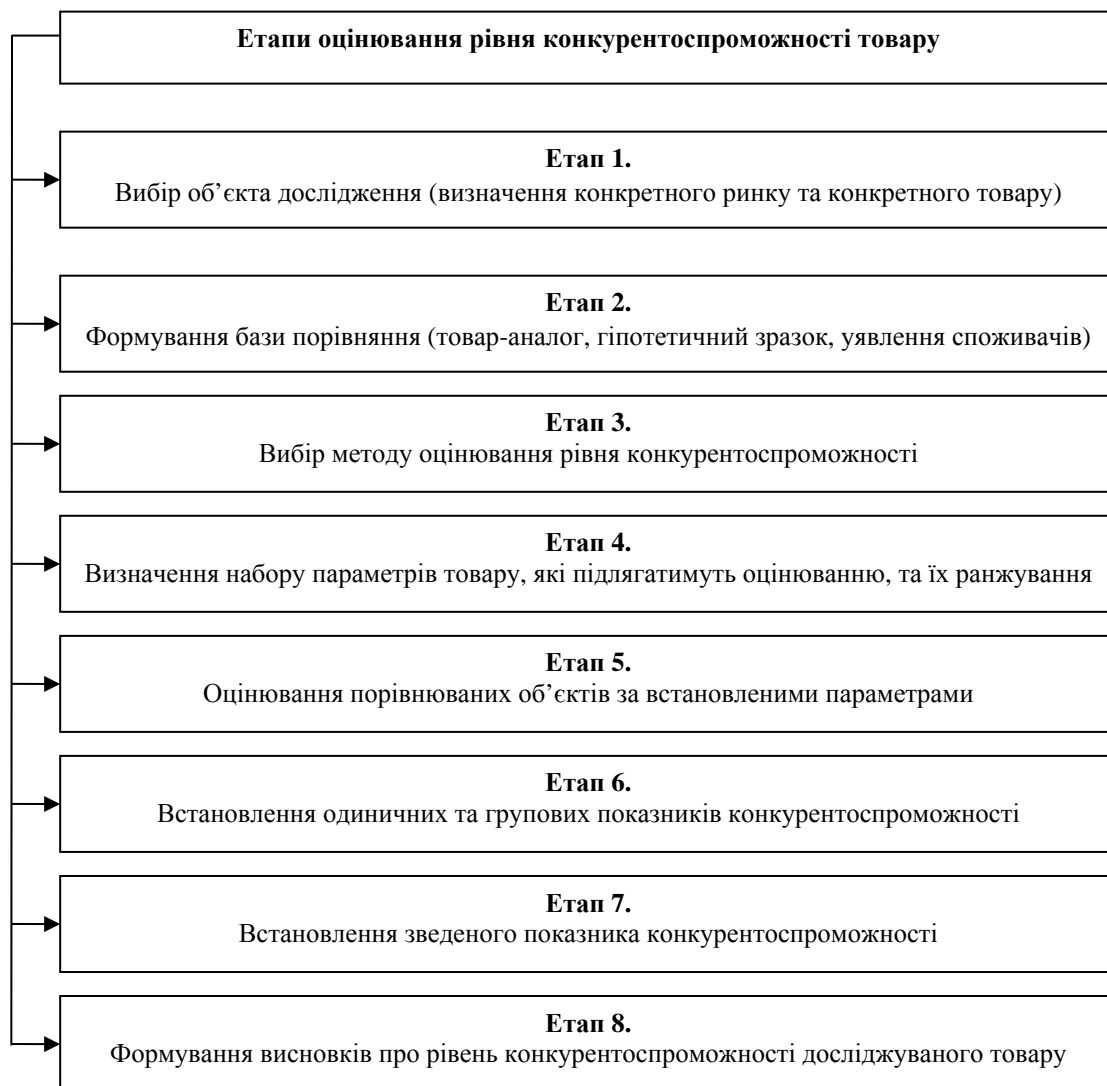 Етапи оцінювання рівня конкурентоспроможності товару
Етап 1.
Вибір об’єкта дослідження (визначення конкретного ринку та конкретного товару)
Етап 2.
Формування бази порівняння (товар-аналог, гіпотетичний зразок, уявлення споживачів)
Етап 3.
Вибір методу оцінювання рівня конкурентоспроможності
Етап 4.
Визначення набору параметрів товару, які підлягатимуть оцінюванню, та їх ранжування
Етап 5.
Оцінювання порівнюваних об’єктів за встановленими параметрами
Етап 6.
Встановлення одиничних та групових показників конкурентоспроможності
Етап 7.
Встановлення зведеного показника конкурентоспроможності
Етап 8.
Формування висновків про рівень конкурентоспроможності досліджуваного товару